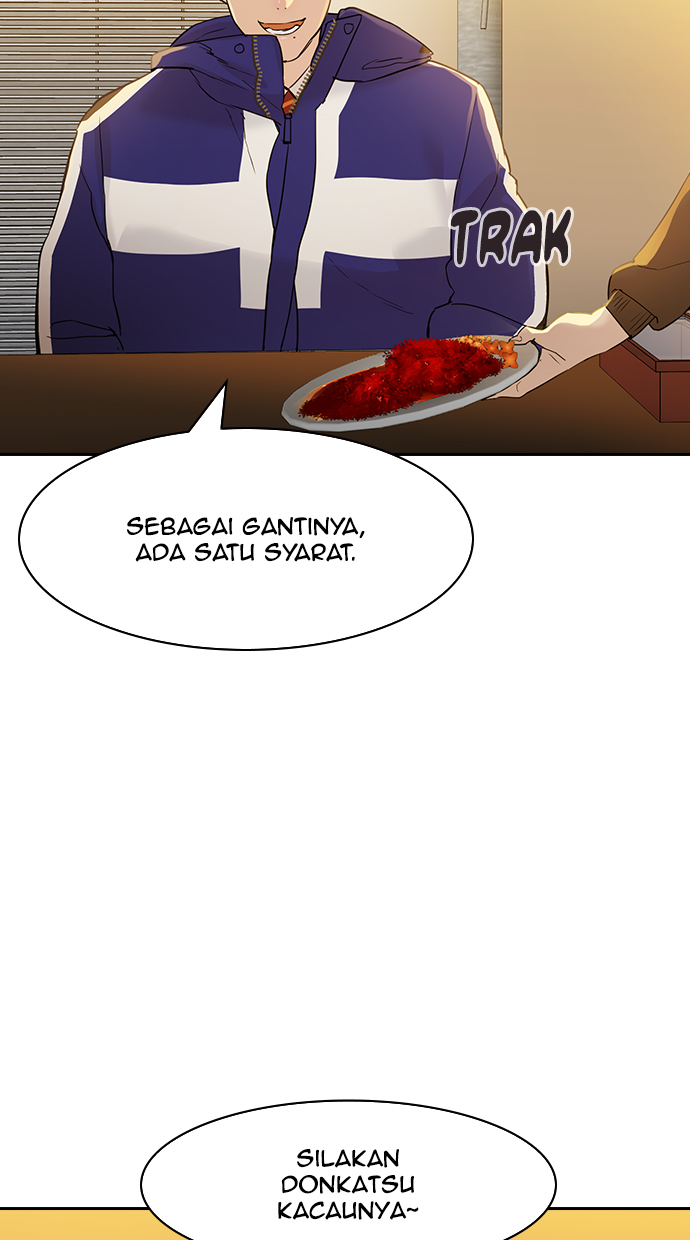 TRAK
SEBAGAI GANTINYA,
ADA SATU SYARAT.
SILAKAN
DONKATSU
KACAUNYA~